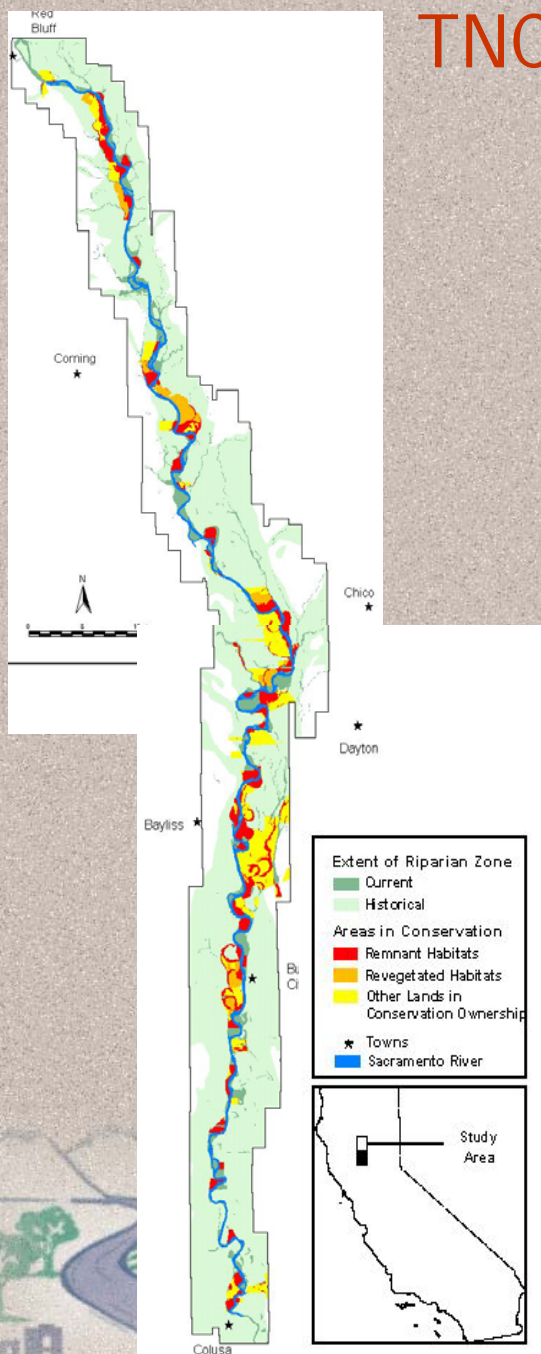 Red
Bluff
TNC
Corning
N
0
Chico
Dayton
Bayliss
Extent of Riparian Zone
Current
Historical
Areas in Conservation
Remnant Habitats
Revegetated Habitats
Other Lands in
Conservation Ownership
Towns
Sacramento River
Study
Area
Colusa